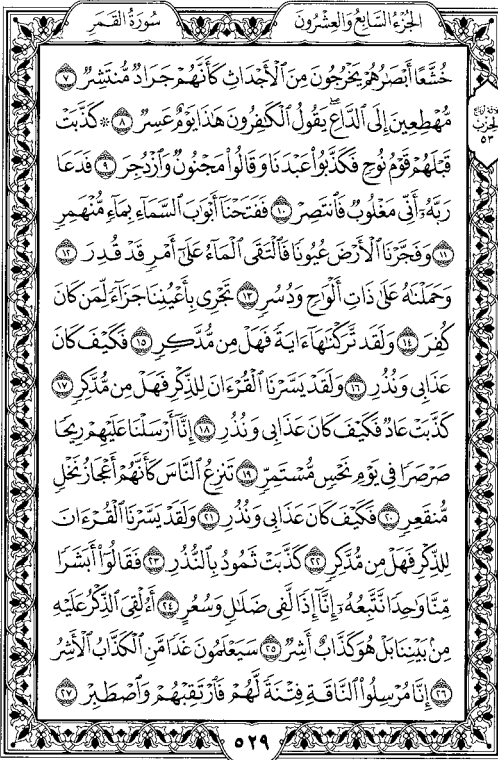 الجزء السابع والعشرون
سورة القمر
خُشَّعًا أَبْصَٰرُهُمْ يَخْرُجُونَ مِنَ ٱلْأَجْدَاثِ كَأَنَّهُمْ جَرَادٌ مُّنتَشِرٌ ٧
مُّهْطِعِينَ إِلَى ٱلدَّاعِ ۖ يَقُولُ ٱلْكَٰفِرُونَ هَٰذَا يَوْمٌ عَسِرٌ ٨ ۞ كَذَّبَتْ
الحزب
٥٣
قَبْلَهُمْ قَوْمُ نُوحٍ فَكَذَّبُوا۟ عَبْدَنَا وَقَالُوا۟ مَجْنُونٌ وَٱزْدُجِرَ ٩ فَدَعَا
رَبَّهُۥٓ أَنِّى مَغْلُوبٌ فَٱنتَصِرْ ١٠ فَفَتَحْنَآ أَبْوَٰبَ ٱلسَّمَآءِ بِمَآءٍ مُّنْهَمِرٍ
١١ وَفَجَّرْنَا ٱلْأَرْضَ عُيُونًا فَٱلْتَقَى ٱلْمَآءُ عَلَىٰٓ أَمْرٍ قَدْ قُدِرَ ١٢
وَحَمَلْنَٰهُ عَلَىٰ ذَاتِ أَلْوَٰحٍ وَدُسُرٍ ١٣ تَجْرِى بِأَعْيُنِنَا جَزَآءً لِّمَن كَانَ
كُفِرَ ١٤ وَلَقَد تَّرَكْنَٰهَآ ءَايَةً فَهَلْ مِن مُّدَّكِرٍ ١٥ فَكَيْفَ كَانَ
عَذَابِى وَنُذُرِ ١٦ وَلَقَدْ يَسَّرْنَا ٱلْقُرْءَانَ لِلذِّكْرِ فَهَلْ مِن مُّدَّكِرٍ ١٧
كَذَّبَتْ عَادٌ فَكَيْفَ كَانَ عَذَابِى وَنُذُرِ ١٨ إِنَّآ أَرْسَلْنَا عَلَيْهِمْ رِيحًا
صَرْصَرًا فِى يَوْمِ نَحْسٍ مُّسْتَمِرٍّ ١٩ تَنزِعُ ٱلنَّاسَ كَأَنَّهُمْ أَعْجَازُ نَخْلٍ
مُّنقَعِرٍ ٢٠ فَكَيْفَ كَانَ عَذَابِى وَنُذُرِ ٢١ وَلَقَدْ يَسَّرْنَا ٱلْقُرْءَانَ
لِلذِّكْرِ فَهَلْ مِن مُّدَّكِرٍ ٢٢ كَذَّبَتْ ثَمُودُ بِٱلنُّذُرِ ٢٣ فَقَالُوٓا۟ أَبَشَرًا
مِّنَّا وَٰحِدًا نَّتَّبِعُهُۥٓ إِنَّآ إِذًا لَّفِى ضَلَٰلٍ وَسُعُرٍ ٢٤ أَءُلْقِىَ ٱلذِّكْرُ عَلَيْهِ
مِنۢ بَيْنِنَا بَلْ هُوَ كَذَّابٌ أَشِرٌ ٢٥ سَيَعْلَمُونَ غَدًا مَّنِ ٱلْكَذَّابُ ٱلْأَشِرُ
٢٦ إِنَّا مُرْسِلُوا۟ ٱلنَّاقَةِ فِتْنَةً لَّهُمْ فَٱرْتَقِبْهُمْ وَٱصْطَبِرْ ٢٧
٥٢٩